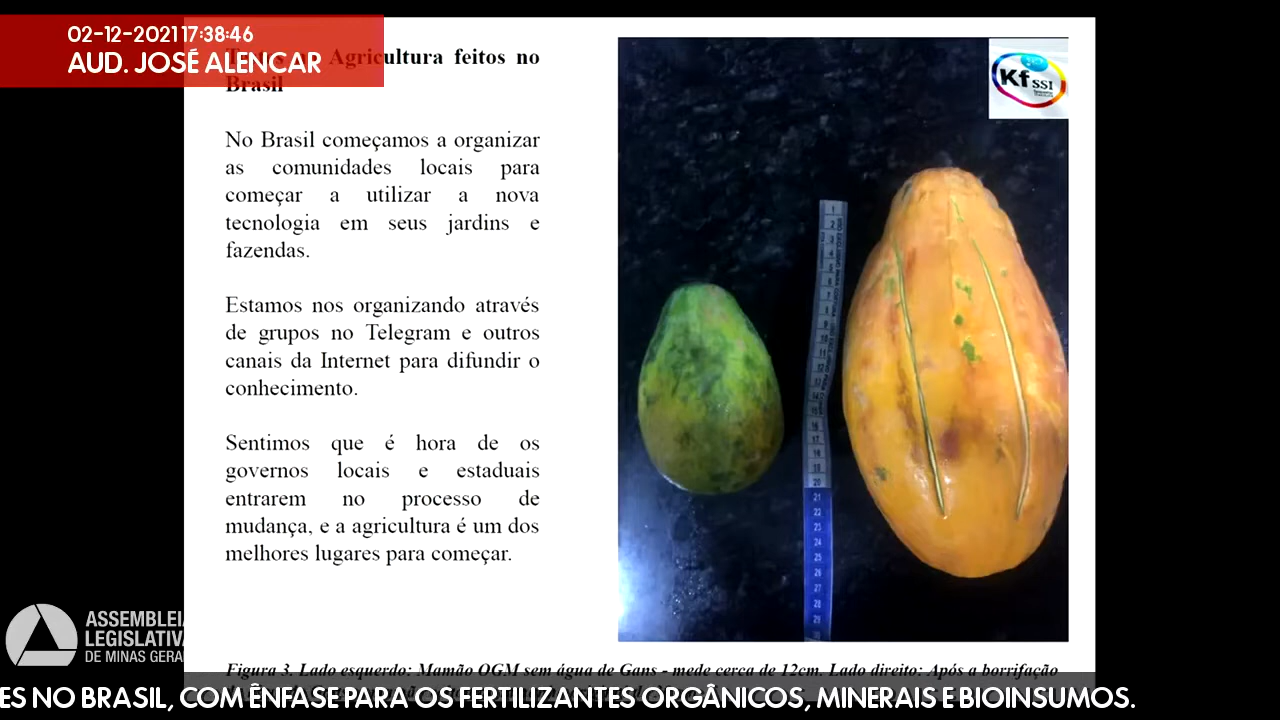 02-12-2021 17:38:46
AUD. JOSÉ ALENCAR
Agricultura feitos no
Brasil
No Brasil começamos a organizar
as comunidades locais para
começar a utilizar a nova
tecnologia em seus jardins e
fazendas.
Estamos nos organizando através
de grupos no Telegram e outros
canais da Internet para difundir o
conhecimento.
Sentimos que é hora de os
governos locais e estaduais
entrarem no processo de
mudança, e a agricultura é um dos
melhores lugares para começar.
Kf SSI
ASSEMBLEIA
LEGISLATIVA
DE MINAS GERAI
Figura 3. Lado esquerdo: Mamão OGM sem água de Gans - mede cerca de 12cm. Lado direito: Após a borrifação
ES NO BRASIL, COM ÊNFASE PARA OS FERTILIZANTES ORGÂNICOS, MINERAIS E BIOINSUMOS.